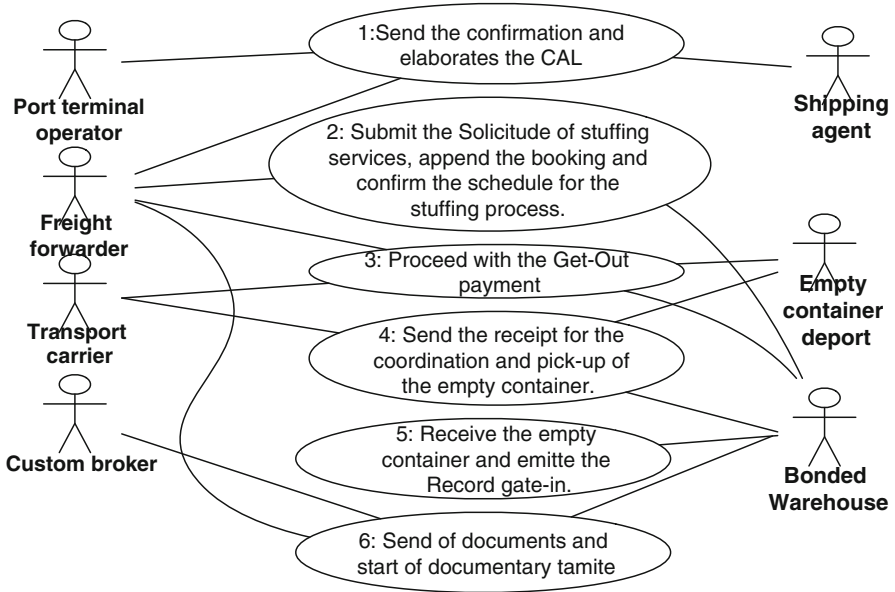 1:Send the confirmation and
elaborates the CAL
Port terminal
operator
Shipping
agent
2: Submit the Solicitude of stuffing
services, append the booking and
confirm the schedule for the
stuffing process.
Freight
forwarder
3: Proceed with the Get-Out
payment
Empty
container
deport
Transport
carrier
4: Send the receipt for the
coordination and pick-up of
the empty container.
Custom broker
5: Receive the empty
container and emitte the
Record gate-in.
Bonded
Warehouse
6: Send of documents and
start of documentary tamite